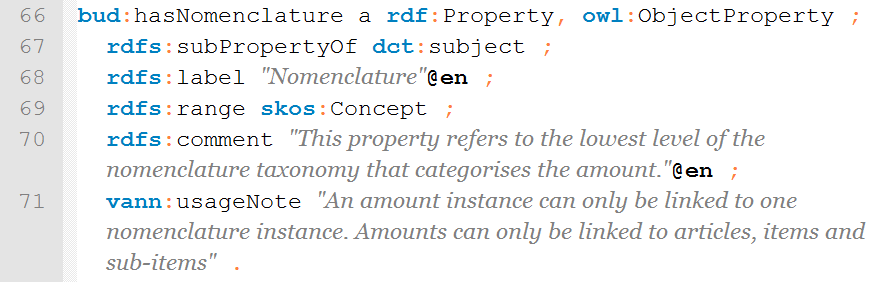 66 bud:hasNomenclature a rdf:Property, owl:ObjectProperty ;
67 rdfs:subPropertyOf dct:subject ;
68 rdfs:label "Nomenclature"@en ;
69 rdfs:range skos:Concept ;
70 rdfs:comment "This property refers to the lowest level of the
nomenclature taxonomy that categorises the amount."@en ;
71 vann:usageNote "An amount instance can only be linked to one
nomenclature instance. Amounts can only be linked to articles, items and
sub-items" .